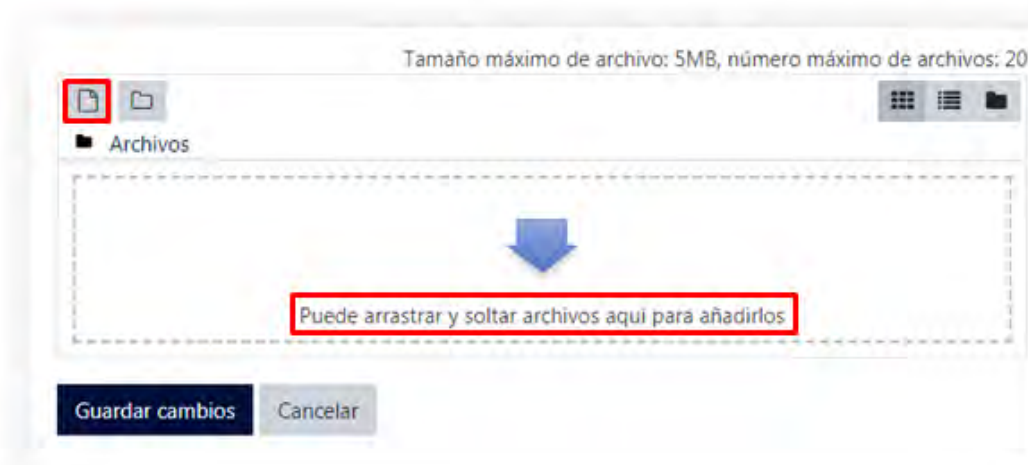 Tamaño máximo de archivo: 5MB, número máximo de archivos: 20
Archivos
Puede arrastrar y soltar archivos aqui para añadirlos
Guardar cambios Cancelar